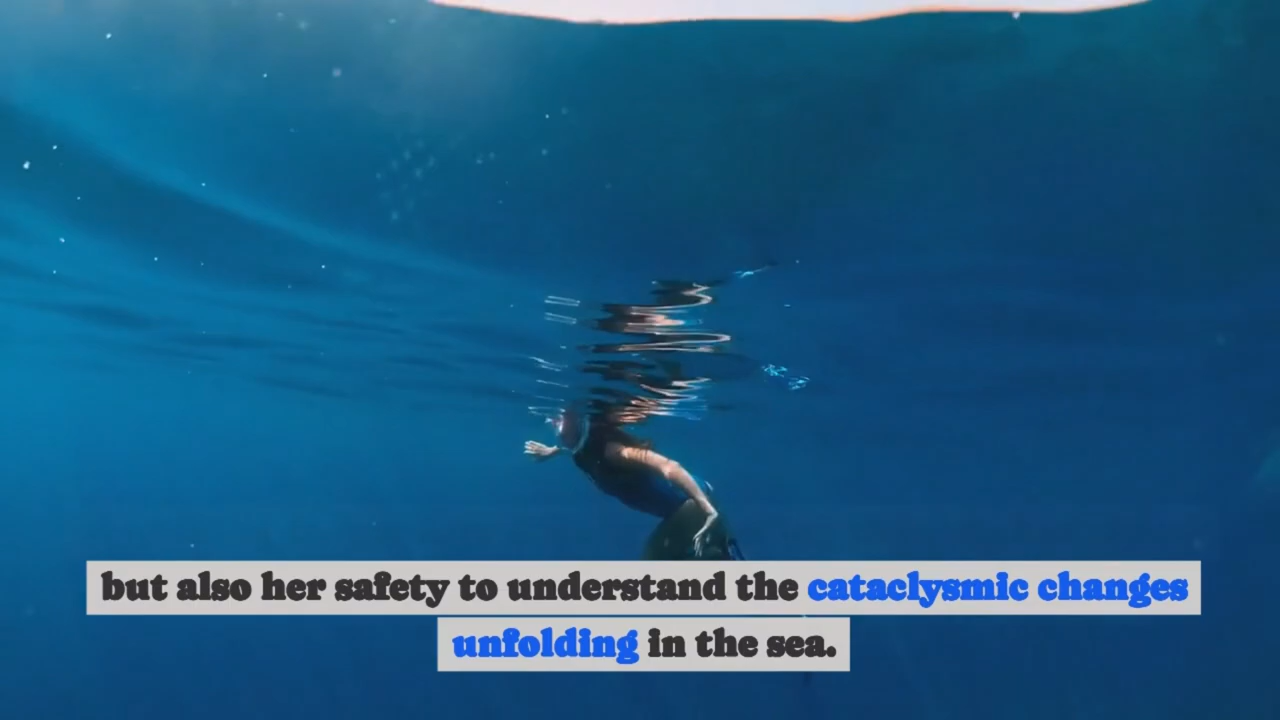 but also her safety to understand the cataclysmic changes
unfolding in the sea.